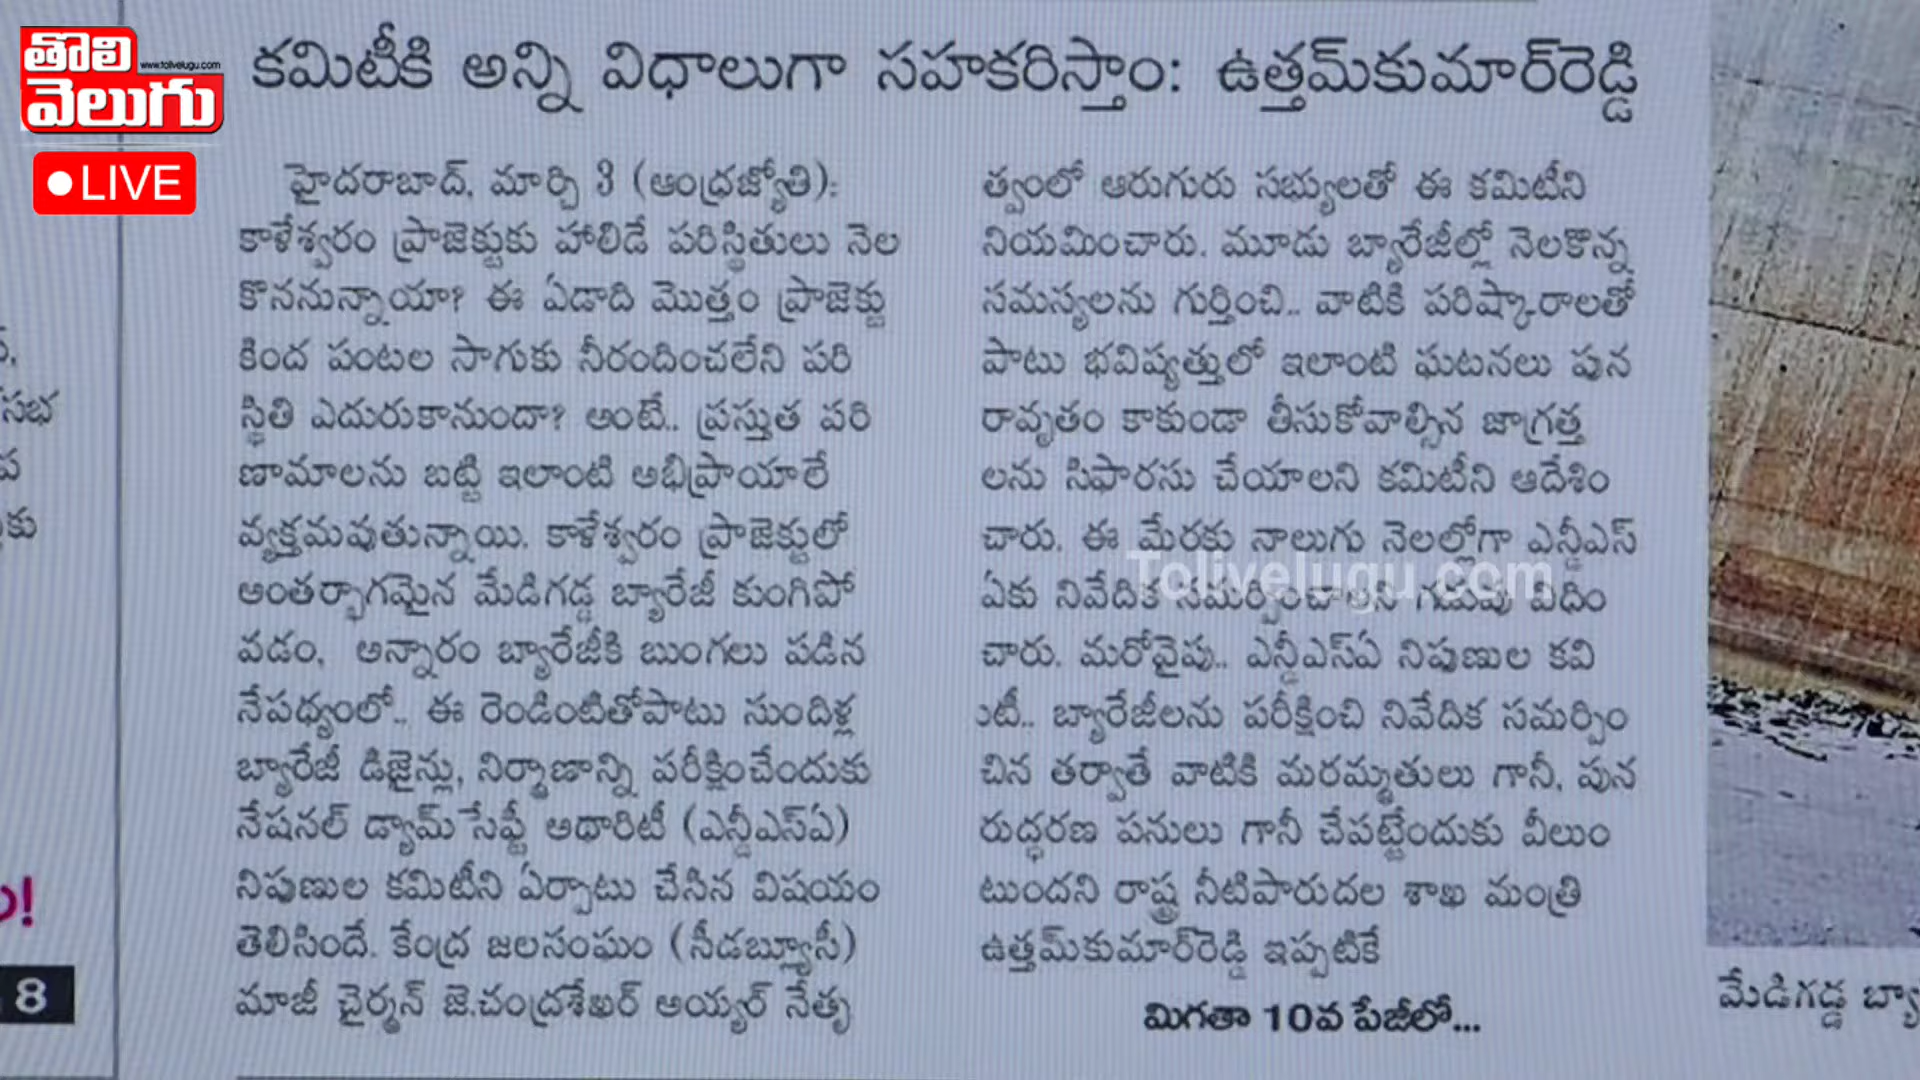 తొలి
వెలుగు
www.tolivelugu.com
LIVE
కమిటీకి అన్ని విధాలుగా సహకరిస్తాం: ఉత్తమ్‌కుమార్‌రెడ్డి
హైదరాబాద్, మార్చి 3 (ఆంధ్రజ్యోతి):
కాళేశ్వరం ప్రాజెక్టుకు హాలిడే పరిస్థితులు నెల
కొననున్నాయా? ఈ ఏడాది మొత్తం ప్రాజెక్టు
కింద పంటల సాగుకు నీరందించలేని పరి
స్థితి ఎదురుకానుందా? అంటే.. ప్రస్తుత పరి
ణామాలను బట్టి ఇలాంటి అభిప్రాయాలే
వ్యక్తమవుతున్నాయి. కాళేశ్వరం ప్రాజెక్టులో
అంతర్భాగమైన మేడిగడ్డ బ్యారేజీ కుంగిపో
వడం, అన్నారం బ్యారేజీకి బుంగలు పడిన
నేపథ్యంలో.. ఈ రెండింటితోపాటు సుందిళ్ల
బ్యారేజీ డిజైన్లు, నిర్మాణాన్ని పరీక్షించేందుకు
నేషనల్ డ్యామ్ సేఫ్టీ అథారిటీ (ఎన్డీఎస్ఏ)
నిపుణుల కమిటీని ఏర్పాటు చేసిన విషయం
తెలిసిందే. కేంద్ర జలసంఘం (సీడబ్ల్యూసీ)
మాజీ చైర్మన్ జె.చంద్రశేఖర్ అయ్యర్ నేతృ
త్వంలో ఆరుగురు సభ్యులతో ఈ కమిటీని
నియమించారు. మూడు బ్యారేజీల్లో నెలకొన్న
సమస్యలను గుర్తించి.. వాటికి పరిష్కారాలతో
పాటు భవిష్యత్తులో ఇలాంటి ఘటనలు పున
రావృతం కాకుండా తీసుకోవాల్సిన జాగ్రత్త
లను సిఫారసు చేయాలని కమిటీని ఆదేశిం
చారు. ఈ మేరకు నాలుగు నెలల్లోగా ఎన్డీఎస్
ఏకు నివేదిక సమర్పించాలని గడువు విధిం
చారు. మరోవైపు.. ఎన్డీఎస్ఏ నిపుణుల కమి
టీ.. బ్యారేజీలను పరీక్షించి నివేదిక సమర్పిం
చిన తర్వాతే వాటికి మరమ్మతులు గానీ, పున
రుద్ధరణ పనులు గానీ చేపట్టేందుకు వీలుం
టుందని రాష్ట్ర నీటిపారుదల శాఖ మంత్రి
ఉత్తమ్‌కుమార్‌రెడ్డి ఇప్పటికే
మిగతా 10వ పేజీలో...
Tolivelugu.com
మేడిగడ్డ
8